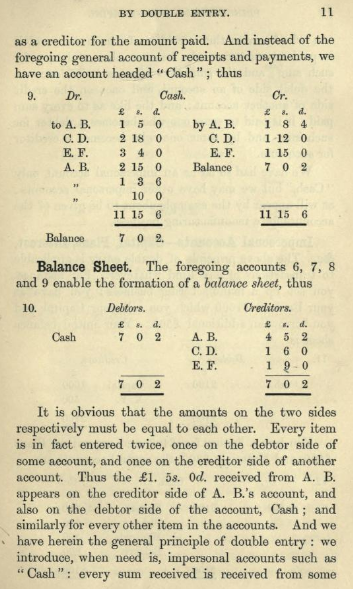 BY DOUBLE ENTRY. 11
as a creditor for the amount paid. And instead of the
foregoing general account of receipts and payments, we
have an account headed "Cash"; thus
9. Dr. Cash. Cr.
£ s. d. £ s. d.
to A. B. 1 5 0 by A. B. 1 8 4
C. D. 2 18 0 C. D. 1 12 0
E. F. 3 4 0 E. F. 1 15 0
A. B. 2 15 0 Balance 7 0 2
" 1 3 6
" 10 0
11 15 6 11 15 6
Balance 7 0 2.
Balance Sheet. The foregoing accounts 6, 7, 8
and 9 enable the formation of a balance sheet, thus
10. Debtors. Creditors.
£ s. d. £ s. d.
Cash 7 0 2 A. B. 4 5 2
C. D. 1 6 0
E. F. 1 9 0
7 0 2 7 0 2
It is obvious that the amounts on the two sides
respectively must be equal to each other. Every item
is in fact entered twice, once on the debtor side of
some account, and once on the creditor side of another
account. Thus the £1. 5s. 0d. received from A. B.
appears on the creditor side of A. B.'s account, and
also on the debtor side of the account, Cash; and
similarly for every other item in the accounts. And we
have herein the general principle of double entry: we
introduce, when need is, impersonal accounts such as
"Cash": every sum received is received from some